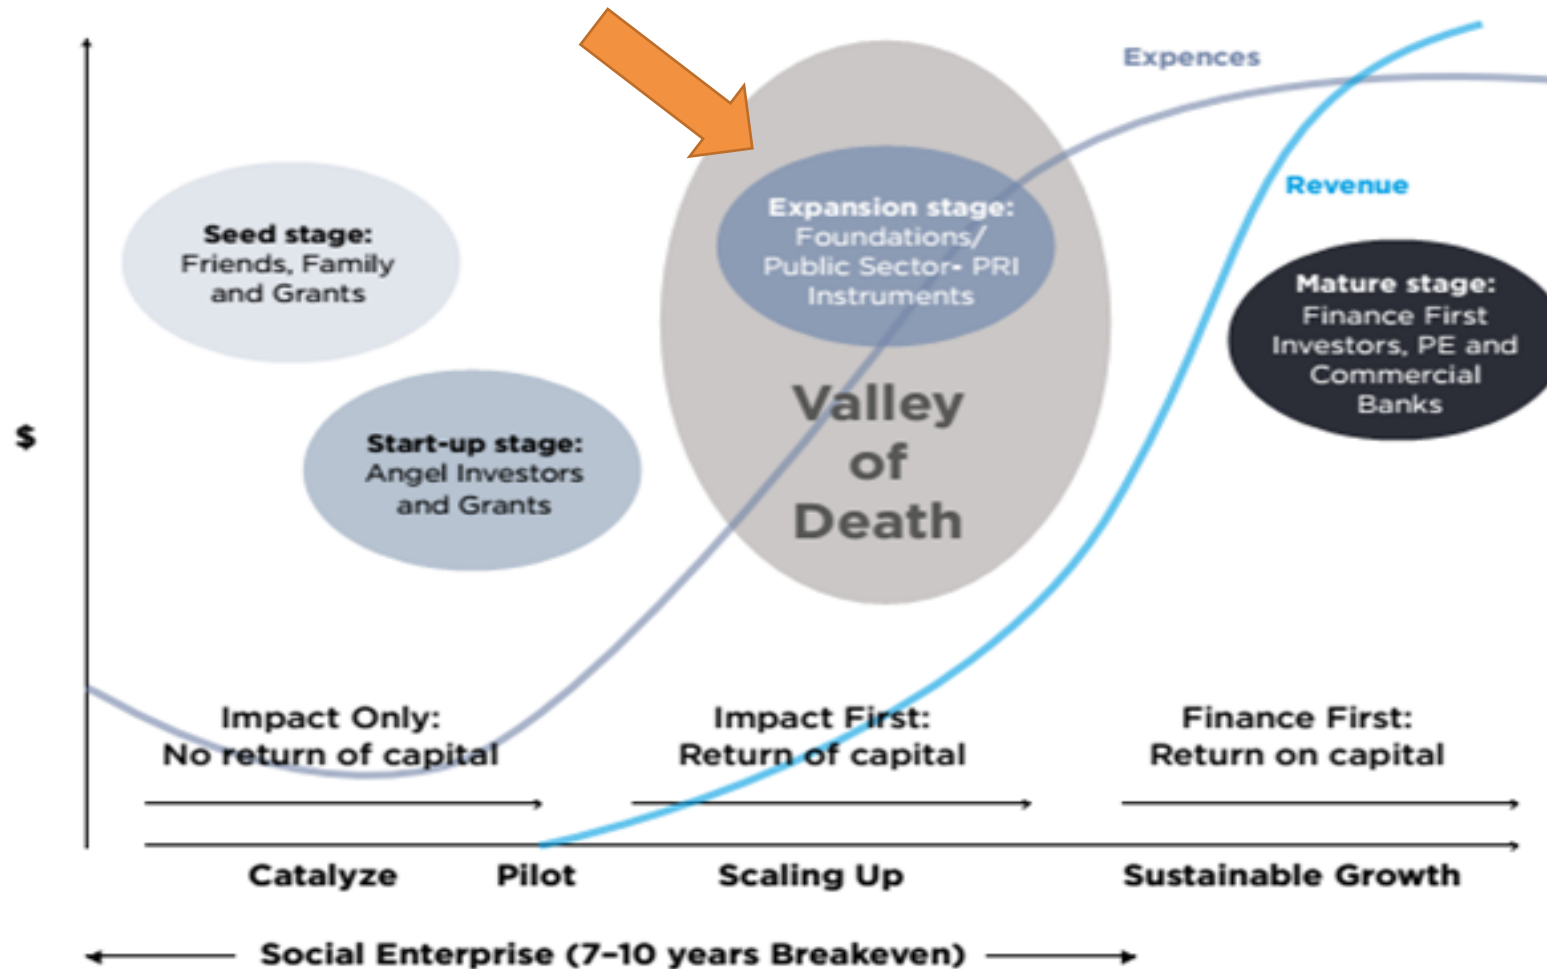 Expences
Revenue
Seed stage:
Friends, Family
and Grants
Expansion stage:
Foundations/
Public Sector- PRI
Instruments
Mature stage:
Finance First
Investors, PE and
Commercial
Banks
Start-up stage:
Angel Investors
and Grants
Valley
of
Death
$
Impact Only:
No return of capital
Impact First:
Return of capital
Finance First:
Return on capital
Catalyze
Pilot
Scaling Up
Sustainable Growth
Social Enterprise (7-10 years Breakeven)